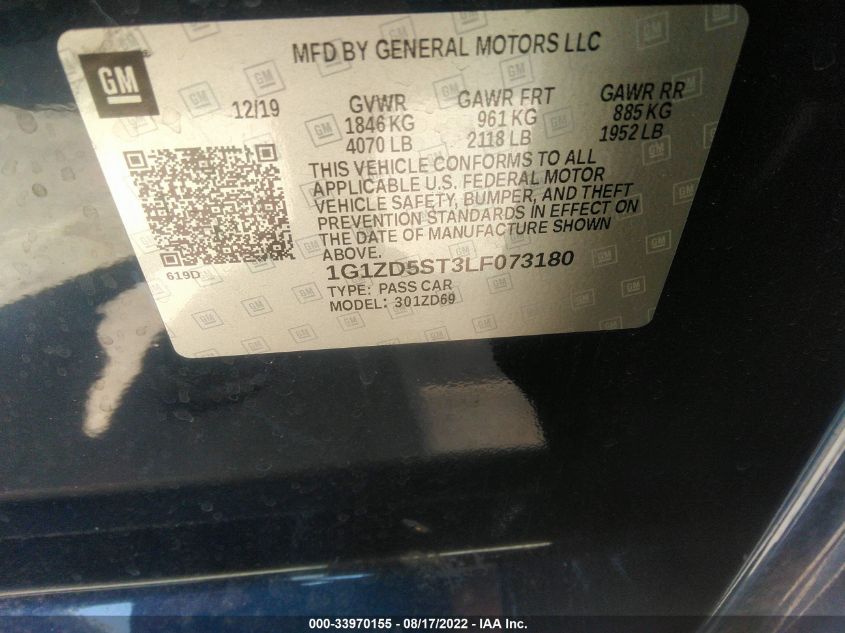 MFD BY GENERAL MOTORS LLC
GM
12/19
GVWR GAWR FRT GAWR RR
1846 KG 961 KG 885 KG
4070 LB 2118 LB 1952 LB
THIS VEHICLE CONFORMS TO ALL
APPLICABLE U.S. FEDERAL MOTOR
VEHICLE SAFETY, BUMPER, AND THEFT
PREVENTION STANDARDS IN EFFECT ON
THE DATE OF MANUFACTURE SHOWN
ABOVE.
619D
1G1ZD5ST3LF073180
TYPE: PASS CAR
MODEL: 301ZD69
000-33970155 - 08/17/2022 - IAA Inc.